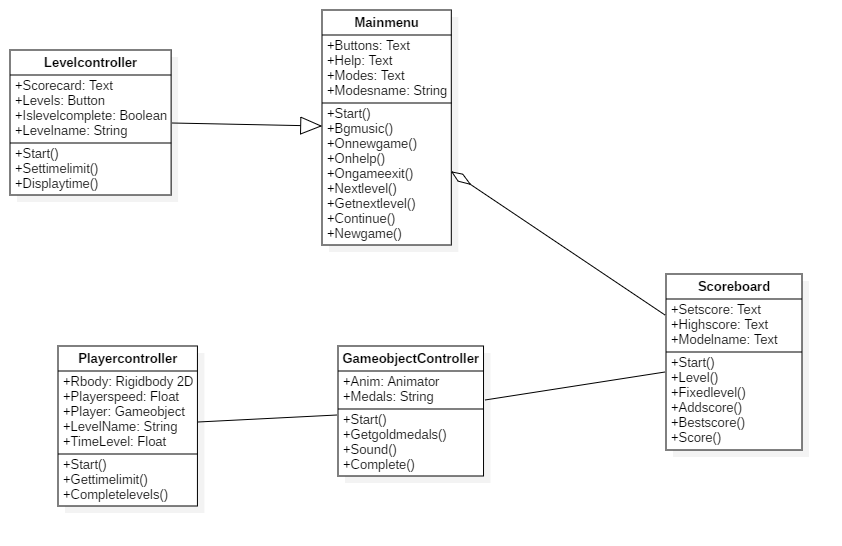 Mainmenu
+Buttons: Text
+Help: Text
+Modes: Text
+Modesname: String
+Start()
+Bgmusic()
+Onnewgame()
+Onhelp()
+Ongameexit()
+Nextlevel()
+Getnextlevel()
+Continue()
+Newgame()
Levelcontroller
+Scorecard: Text
+Levels: Button
+Islevelcomplete: Boolean
+Levelname: String
+Start()
+Settimelimit()
+Displaytime()
Scoreboard
+Setscore: Text
+Highscore: Text
+Modelname: Text
+Start()
+Level()
+Fixedlevel()
+Addscore()
+Bestscore()
+Score()
Playercontroller
+Rbody: Rigidbody 2D
+Playerspeed: Float
+Player: Gameobject
+LevelName: String
+TimeLevel: Float
+Start()
+Gettimelimit()
+Completelevels()
GameobjectController
+Anim: Animator
+Medals: String
+Start()
+Getgoldmedals()
+Sound()
+Complete()